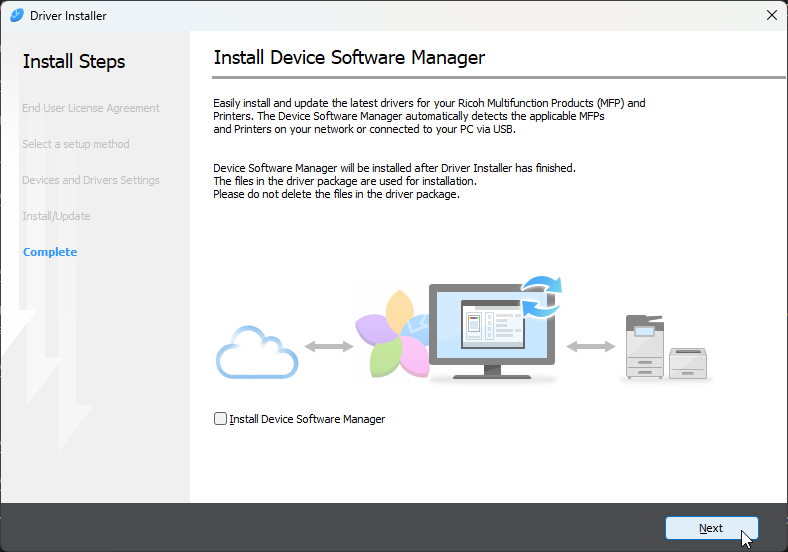 Driver Installer
Install Steps
End User License Agreement
Select a setup method
Devices and Drivers Settings
Install/Update
Complete
Install Device Software Manager
Easily install and update the latest drivers for your Ricoh Multifunction Products (MFP) and
Printers. The Device Software Manager automatically detects the applicable MFPs
and Printers on your network or connected to your PC via USB.
Device Software Manager will be installed after Driver Installer has finished.
The files in the driver package are used for installation.
Please do not delete the files in the driver package.
Install Device Software Manager
Next